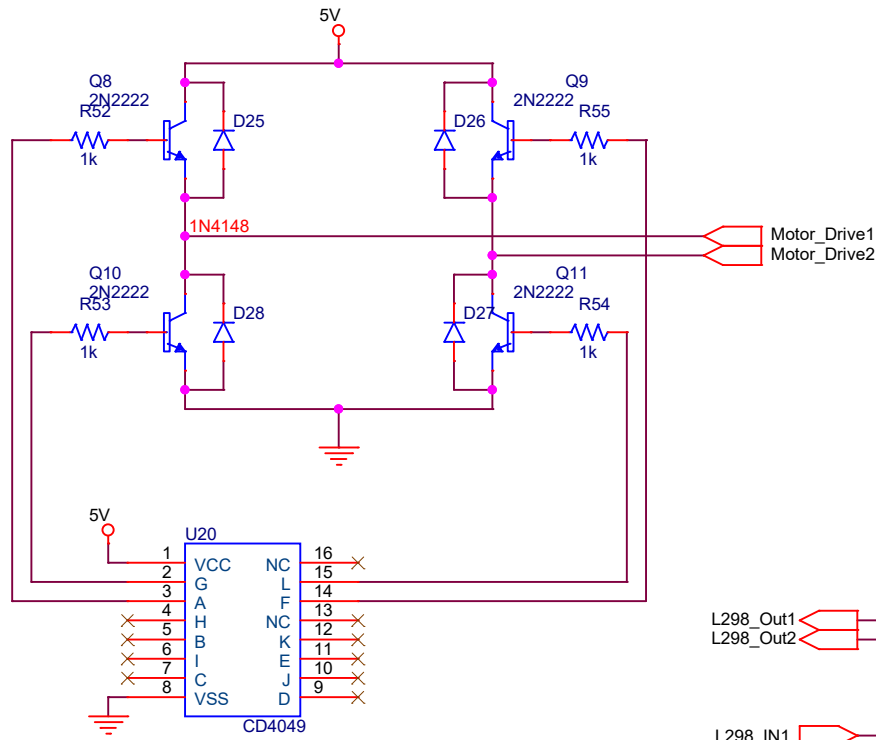 5V
Q8
2N2222
R52
1k
D25
D26
Q9
2N2222
R55
1k
1N4148
Motor_Drive1
Motor_Drive2
Q10
2N2222
R53
1k
D28
D27
Q11
2N2222
R54
1k
5V
U20
1 VCC NC 16
2 G L 15
3 A F 14
4 H NC 13
5 B K 12
6 I E 11
7 C J 10
8 VSS D 9
CD4049
L298_Out1
L298_Out2
L298_IN1